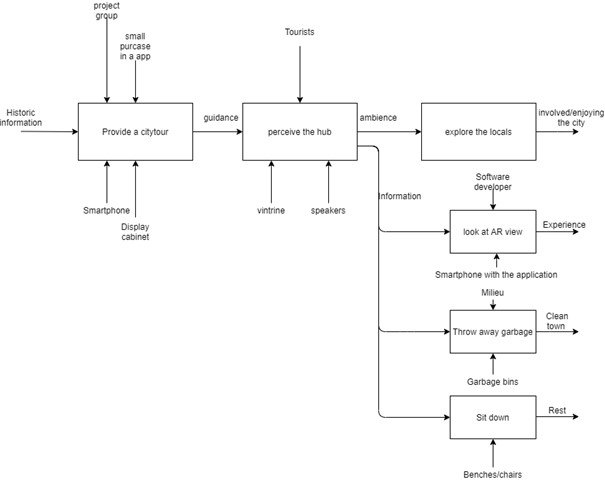 project
group
small
purcase
in a app
Tourists
Historic
information
Provide a citytour
guidance
perceive the hub
ambience
explore the locals
involved/enjoying
the city
Smartphone
Display
cabinet
vintrine
speakers
Information
Software
developer
look at AR view
Experience
Smartphone with the application
Milieu
Throw away garbage
Clean
town
Garbage bins
Sit down
Rest
Benches/chairs